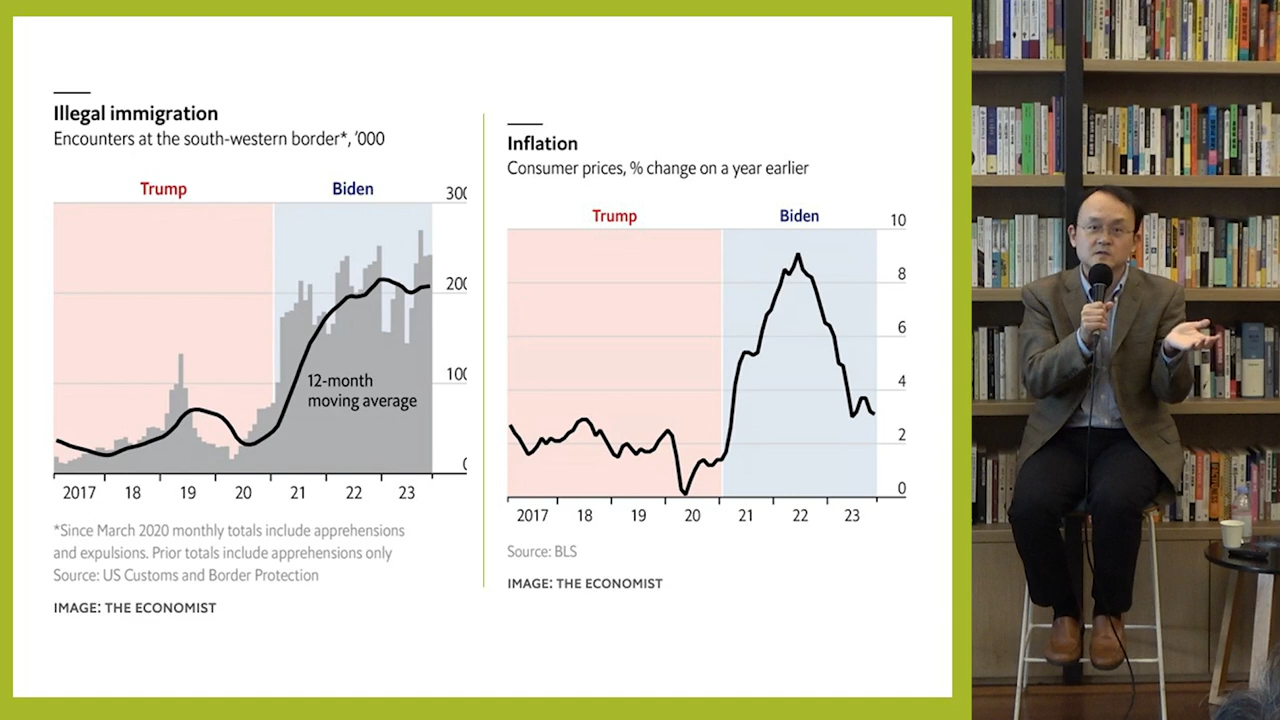 Illegal immigration
Encounters at the south-western border*, '000
Trump
Biden
300
200
100
0
12-month
moving average
2017
18
19
20
21
22
23
*Since March 2020 monthly totals include apprehensions
and expulsions. Prior totals include apprehensions only
Source: US Customs and Border Protection
IMAGE: THE ECONOMIST
Inflation
Consumer prices, % change on a year earlier
Trump
Biden
10
8
6
4
2
0
2017
18
19
20
21
22
23
Source: BLS
IMAGE: THE ECONOMIST